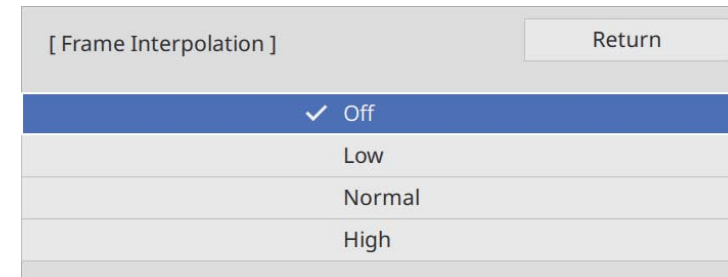 [ Frame Interpolation ]
Return
Off
Low
Normal
High